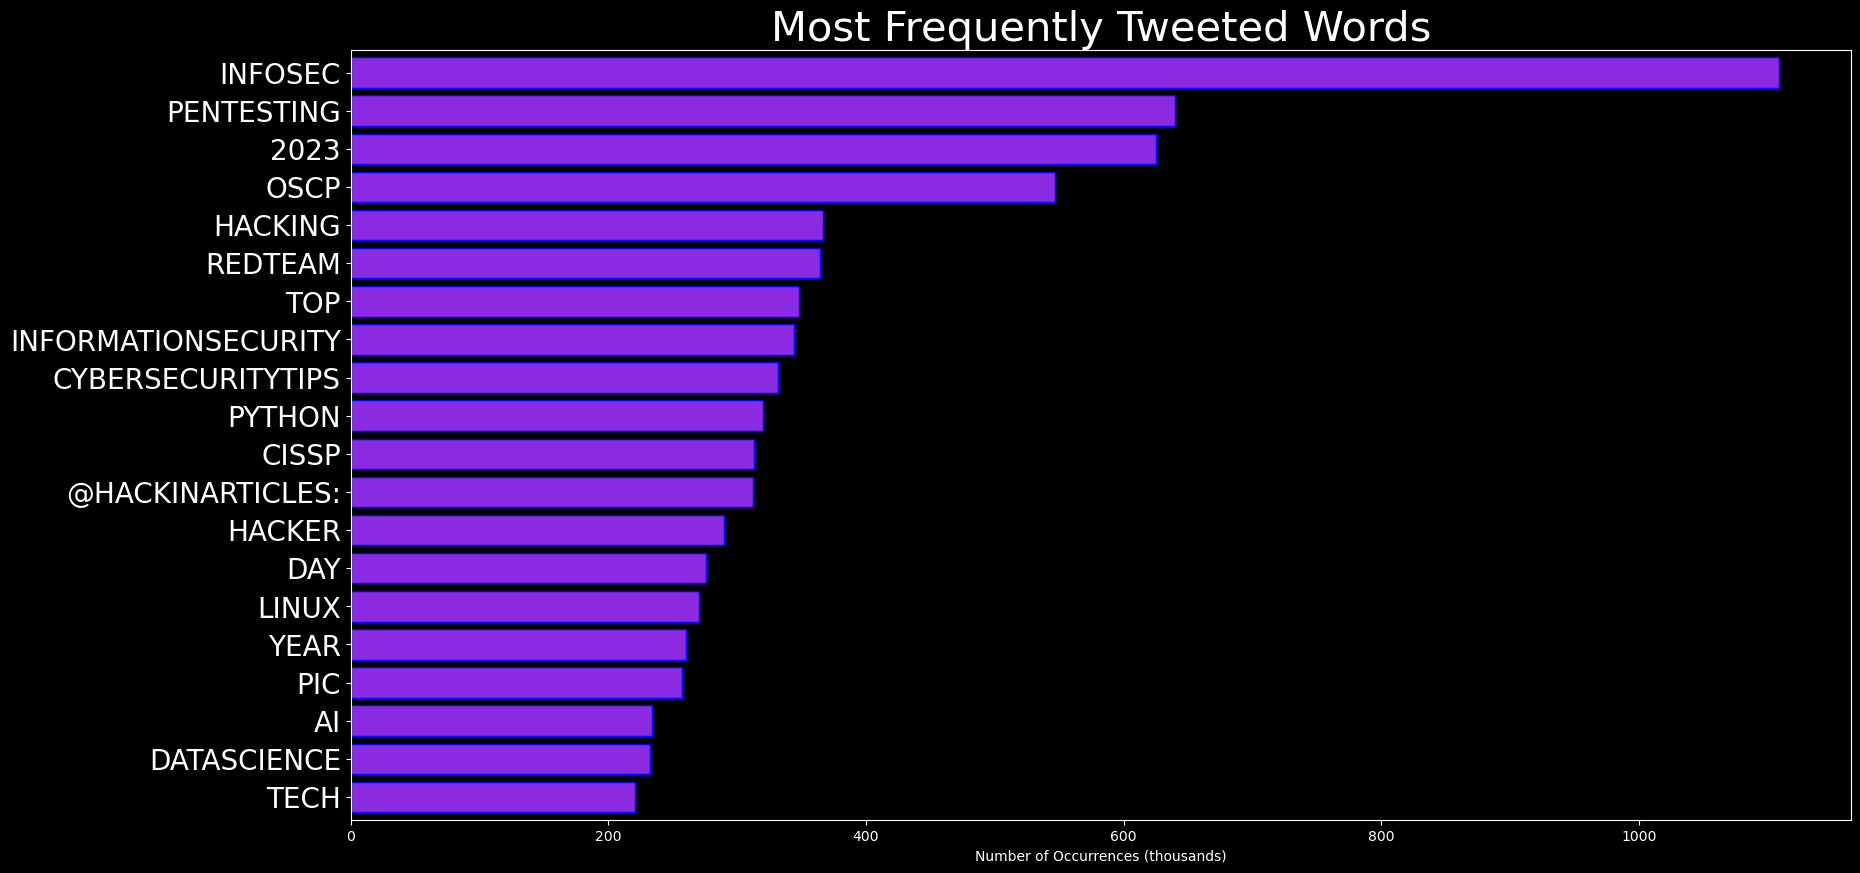 Most Frequently Tweeted Words
INFOSEC
PENTESTING
2023
OSCP
HACKING
REDTEAM
TOP
INFORMATIONSECURITY
CYBERSECURITYTIPS
PYTHON
CISSP
@HACKINARTICLES:
HACKER
DAY
LINUX
YEAR
PIC
AI
DATASCIENCE
TECH
0 200 400 600 800 1000
Number of Occurrences (thousands)